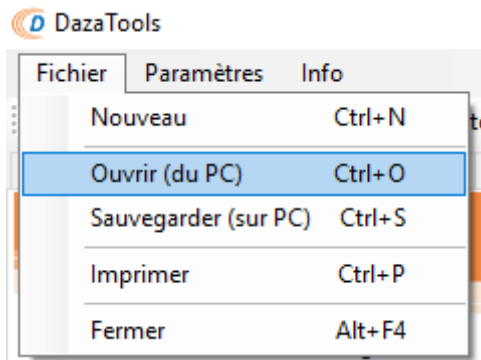 DazaTools
Fichier Paramètres Info
Nouveau Ctrl+N
Ouvrir (du PC) Ctrl+O
Sauvegarder (sur PC) Ctrl+S
Imprimer Ctrl+P
Fermer Alt+F4